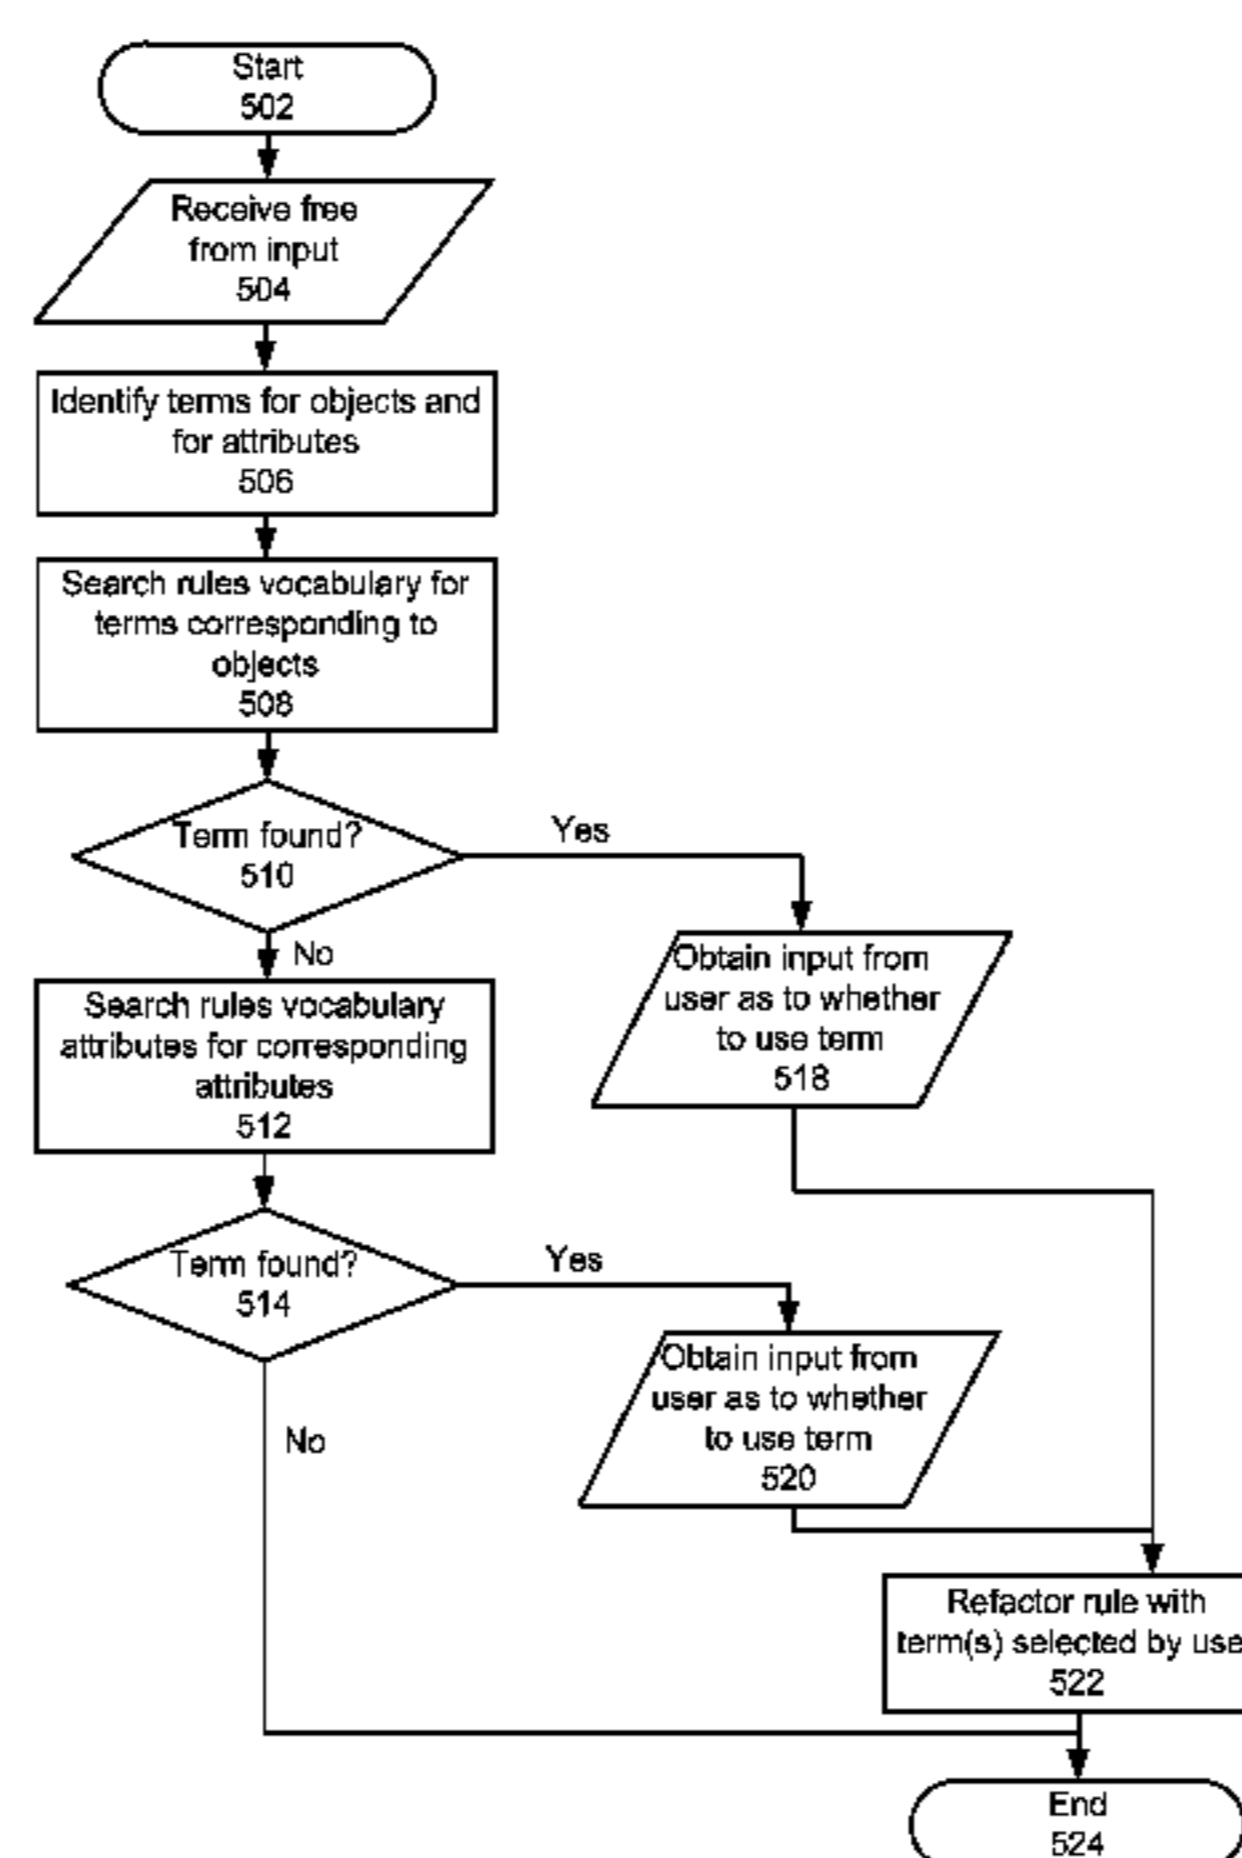 Start
502
Receive free
from input
504
Identify terms for objects and
for attributes
506
Search rules vocabulary for
terms corresponding to
objects
508
Term found?
510
Yes
No
Obtain input from
user as to whether
to use term
518
Search rules vocabulary
attributes for corresponding
attributes
512
Term found?
514
Yes
No
Obtain input from
user as to whether
to use term
520
Refactor rule with
term(s) selected by use
522
End
524